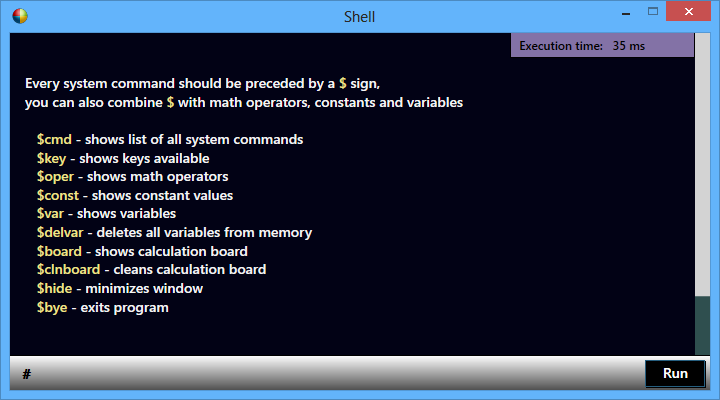 Shell
Execution time: 35 ms
Every system command should be preceded by a $ sign,
you can also combine $ with math operators, constants and variables
$cmd - shows list of all system commands
$key - shows keys available
$oper - shows math operators
$const - shows constant values
$var - shows variables
$delvar - deletes all variables from memory
$board - shows calculation board
$clnboard - cleans calculation board
$hide - minimizes window
$bye - exits program
#
Run